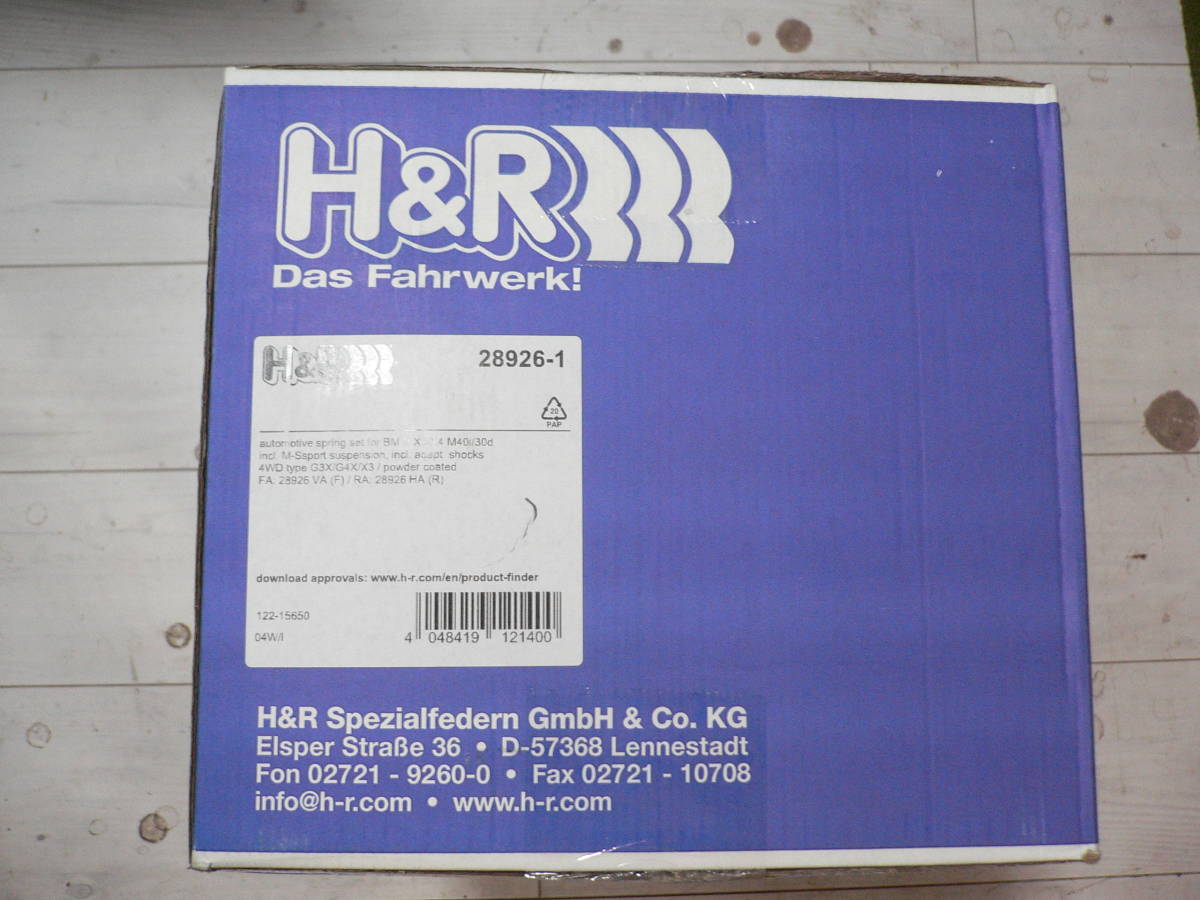 H&R
Das Fahrwerk!
H&R
28926-1
20
PAP
automotive spring set for M40i/30d
incl. M-Ssport suspension, incl. adapt. shocks
4WD type G3X/G4X/X3 / powder coated
FA: 28926 VA (F) / RA: 28926 HA (R)
download approvals: www.h-r.com/en/product-finder
122-15650
04W/I
4 048419 121400
H&R Spezialfedern GmbH & Co. KG
Elsper Straße 36 • D-57368 Lennestadt
Fon 02721 - 9260-0 • Fax 02721 - 10708
info@h-r.com • www.h-r.com